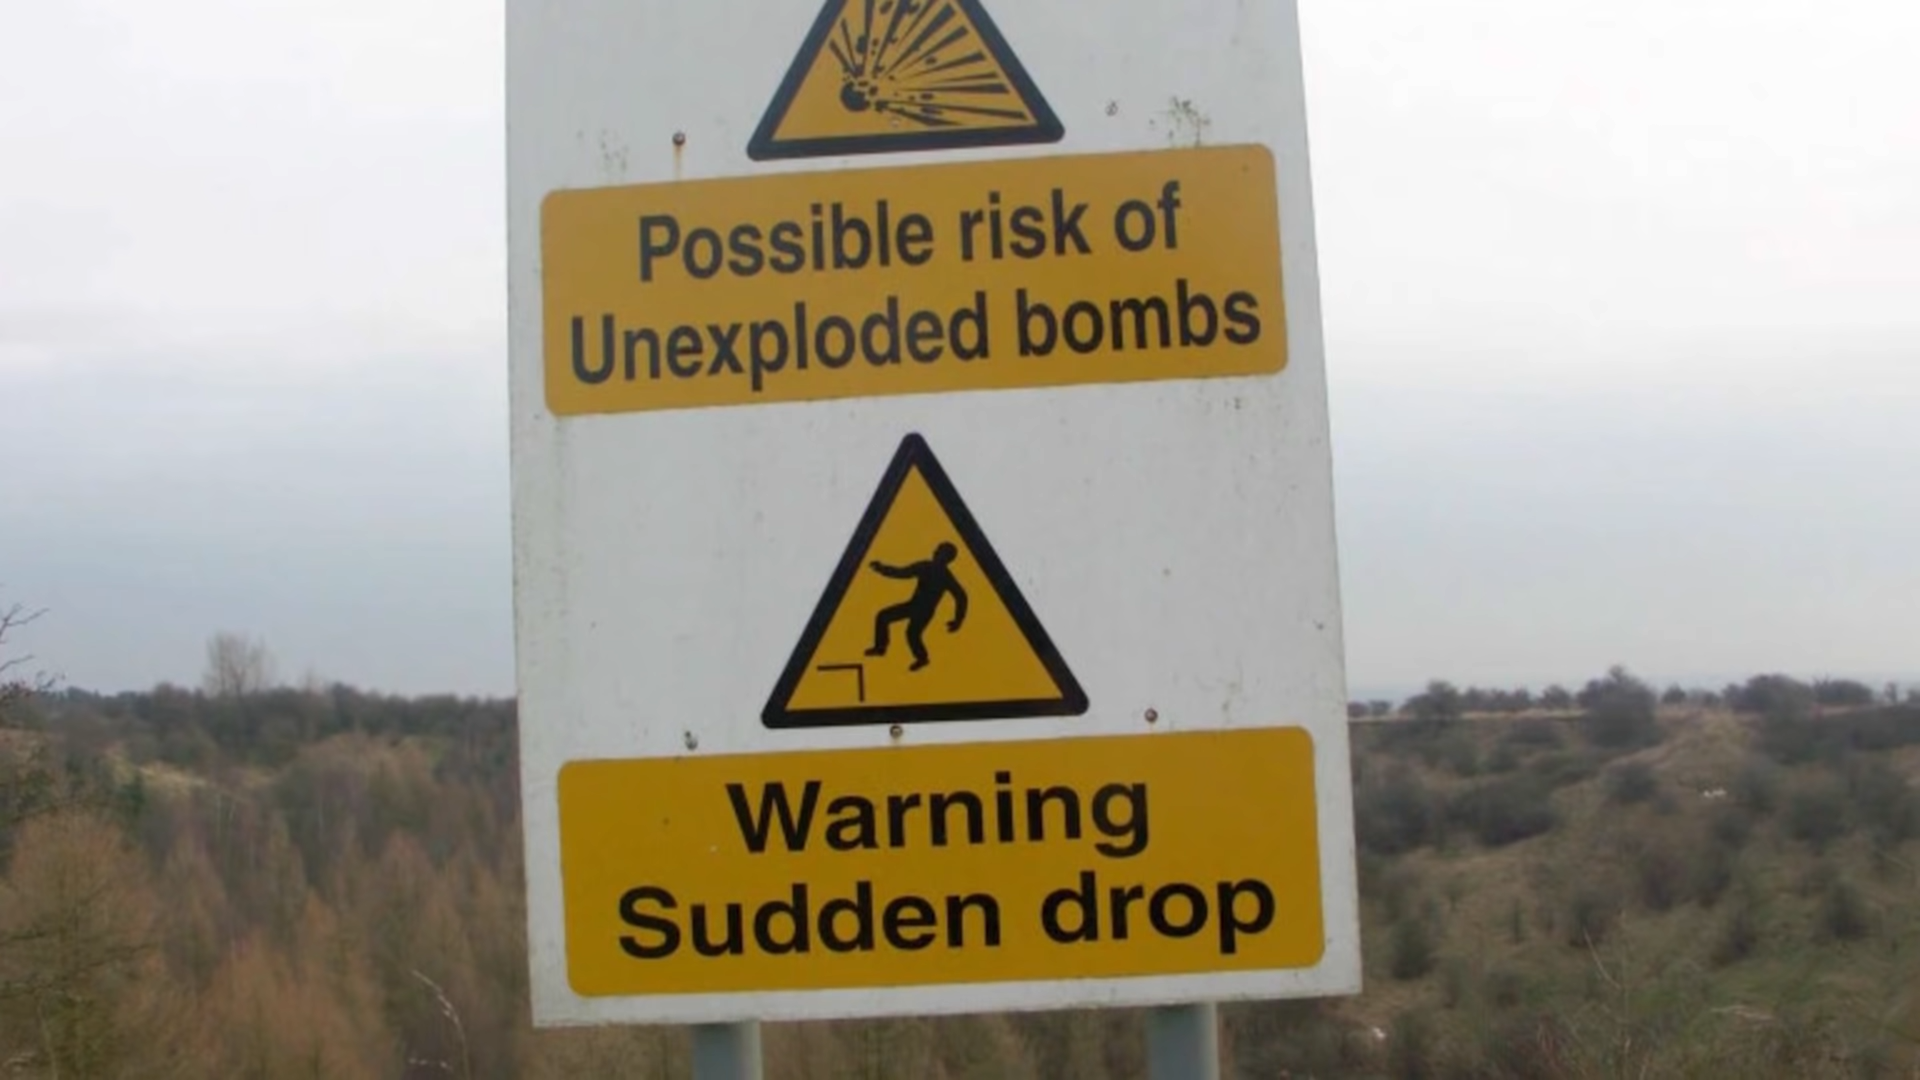 Possible risk of
Unexploded bombs
Warning
Sudden drop